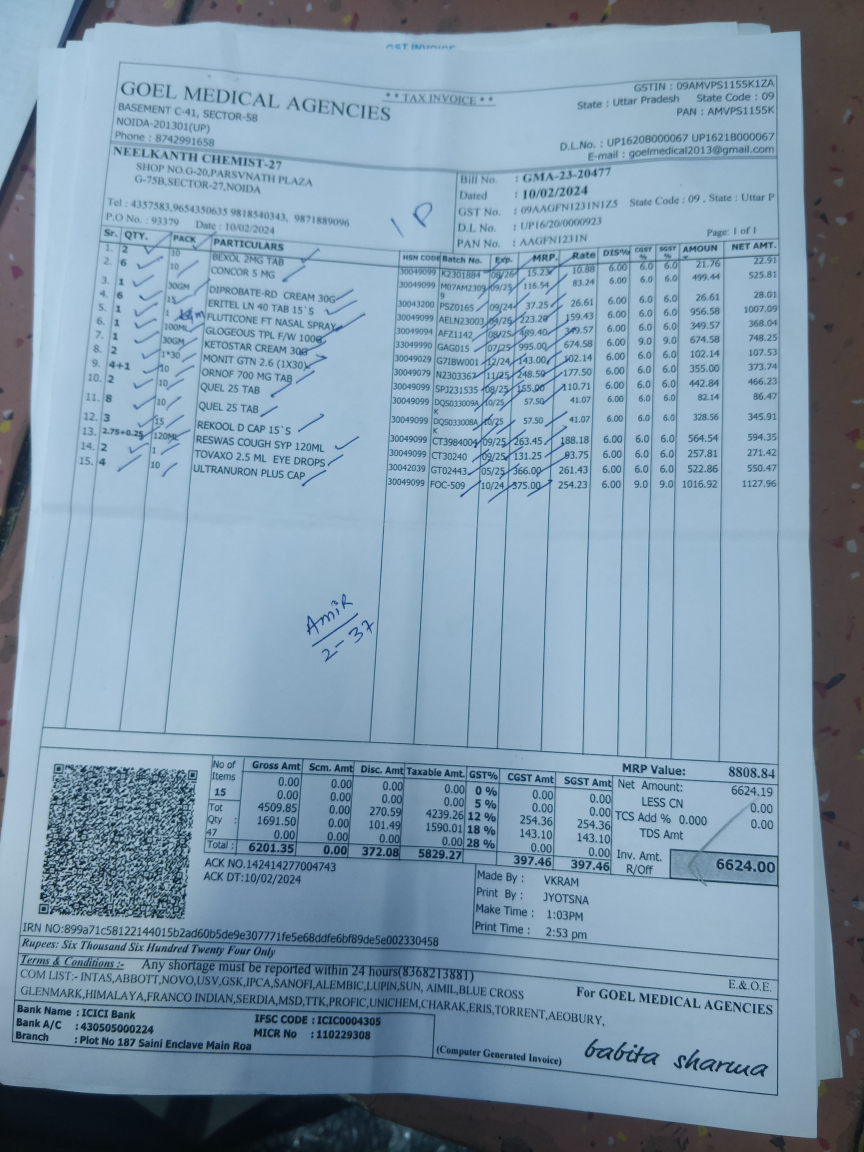 GST INVOICE
GOEL MEDICAL AGENCIES
BASEMENT C-41, SECTOR-58
NOIDA-201301(UP)
Phone : 8742991658
* * TAX INVOICE * *
GSTIN : 09AMVPS1155K1ZA
State : Uttar Pradesh State Code : 09
PAN : AMVPS1155K
D.L.No. : UP1620B000067 UP1621B000067
E-mail : goelmedical2013@gmail.com
NEELKANTH CHEMIST-27
SHOP NO.G-20,PARSVNATH PLAZA
G-75B,SECTOR-27,NOIDA
Tel : 4357583,9654350635 9818540343, 9871889096
P.O No. : 93379 Date : 10/02/2024
Bill No. : GMA-23-20477
Dated : 10/02/2024
GST No. : 09AAGFN1231N1Z5 State Code : 09 , State : Uttar P
D.L No. : UP16/20/0000923
PAN No. : AAGFN1231N
Page: 1 of 1
Sr. QTY. PACK PARTICULARS HSN CODE Batch No. Exp. MRP. Rate DIS% CGST % SGST % AMOUN NET AMT.
1. 2 10 BEXOL 2MG TAB 30049099 K2301884 08/26 15.23 10.88 6.00 6.0 6.0 21.76 22.91
2. 6 10 CONCOR 5 MG 30049099 M07AM2309 09/25 116.54 83.24 6.00 6.0 6.0 499.44 525.81
9
3. 1 30GM DIPROBATE-RD CREAM 30G 30043200 PSZ0165 09/24 37.25 26.61 6.00 6.0 6.0 26.61 28.01
4. 6 15 ERITEL LN 40 TAB 15`S 30049099 AELN23003 04/26 223.20 159.43 6.00 6.0 6.0 956.58 1007.09
5. 1 1 FLUTICONE FT NASAL SPRAY 30049094 AFZ1142 08/25 489.40 349.57 6.00 6.0 6.0 349.57 368.04
6. 1 100ML GLOGEOUS TPL F/W 100G 33049990 GAG015 07/25 995.00 674.58 6.00 9.0 9.0 674.58 748.25
7. 1 30GM KETOSTAR CREAM 30G 30049029 G7IBW001 12/24 143.00 102.14 6.00 6.0 6.0 102.14 107.53
8. 2 1*30 MONIT GTN 2.6 (1X30) 30049079 N2303367 11/25 248.50 177.50 6.00 6.0 6.0 355.00 373.74
9. 4+1 10 ORNOF 700 MG TAB 30049099 SPJ231535 08/25 155.00 110.71 6.00 6.0 6.0 442.84 466.23
10. 2 10 QUEL 25 TAB 30049099 DQS033009A 10/25 57.50 41.07 6.00 6.0 6.0 82.14 86.47
K
11. 8 10 QUEL 25 TAB 30049099 DQS033008A 10/25 57.50 41.07 6.00 6.0 6.0 328.56 345.91
K
12. 3 15 REKOOL D CAP 15`S 30049099 CT3984004 09/25 263.45 188.18 6.00 6.0 6.0 564.54 594.35
13. 2.75+0.25 120ML RESWAS COUGH SYP 120ML 30049099 CT30240 09/25 131.25 93.75 6.00 6.0 6.0 257.81 271.42
14. 2 1 TOVAXO 2.5 ML EYE DROPS 30042039 GT02443 05/25 366.00 261.43 6.00 6.0 6.0 522.86 550.47
15. 4 10 ULTRANURON PLUS CAP 30049099 FOC-509 10/24 375.00 254.23 6.00 9.0 9.0 1016.92 1127.96
AMiR
2-37
No of Items 15
Tot Qty : 47
Gross Amt Scm. Amt Disc. Amt Taxable Amt. GST% CGST Amt SGST Amt
0.00 0.00 0.00 0.00 0 % 0.00 0.00
0.00 0.00 0.00 0.00 5 % 0.00 0.00
4509.85 0.00 270.59 4239.26 12 % 254.36 254.36
1691.50 0.00 101.49 1590.01 18 % 143.10 143.10
0.00 0.00 0.00 0.00 28 % 0.00 0.00
Total : 6201.35 0.00 372.08 5829.27 397.46 397.46
MRP Value: 8808.84
Net Amount: 6624.19
LESS CN 0.00
TCS Add % 0.000 0.00
TDS Amt
Inv. Amt. 6624.00
R/Off
ACK NO.142414277004743
ACK DT:10/02/2024
Made By : VKRAM
Print By : JYOTSNA
Make Time : 1:03PM
Print Time : 2:53 pm
IRN NO:899a71c58122144015b2ad60b5de9e307771fe5e68ddfe6bf89de5e002330458
Rupees: Six Thousand Six Hundred Twenty Four Only
Terms & Conditions :- Any shortage must be reported within 24 hours(8368213881)
E.& O.E.
COM LIST:- INTAS,ABBOTT,NOVO,USV,GSK,IPCA,SANOFI,ALEMBIC,LUPIN,SUN, AIMIL,BLUE CROSS
GLENMARK,HIMALAYA,FRANCO INDIAN,SERDIA,MSD,TTK,PROFIC,UNICHEM,CHARAK,ERIS,TORRENT,AEOBURY,
For GOEL MEDICAL AGENCIES
Bank Name : ICICI Bank IFSC CODE : ICIC0004305
Bank A/C : 430505000224 MICR No : 110229308
Branch : Plot No 187 Saini Enclave Main Roa
(Computer Generated Invoice)
babita sharma